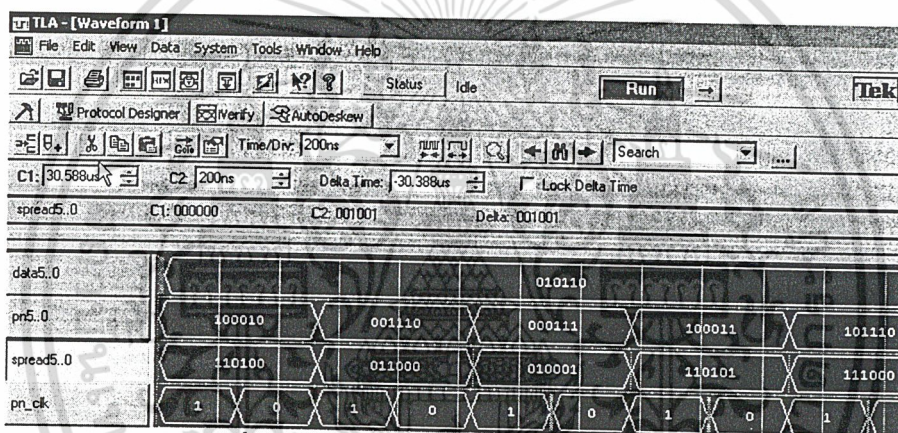 TLA - [Waveform 1]
File Edit View Data System Tools Window Help
Status Idle Run Tek
Protocol Designer iVerify AutoDeskew
Goto Time/Div: 200ns Search ...
C1: 30.588us C2: 200ns Delta Time: -30.388us Lock Delta Time
spread5..0 C1: 000000 C2: 001001 Delta: 001001
data5..0 010110
pn5..0 100010 001110 000111 100011 101110
spread5..0 110100 011000 010001 110101 111000
pn_clk 1 0 1 0 1 0 1 0 1